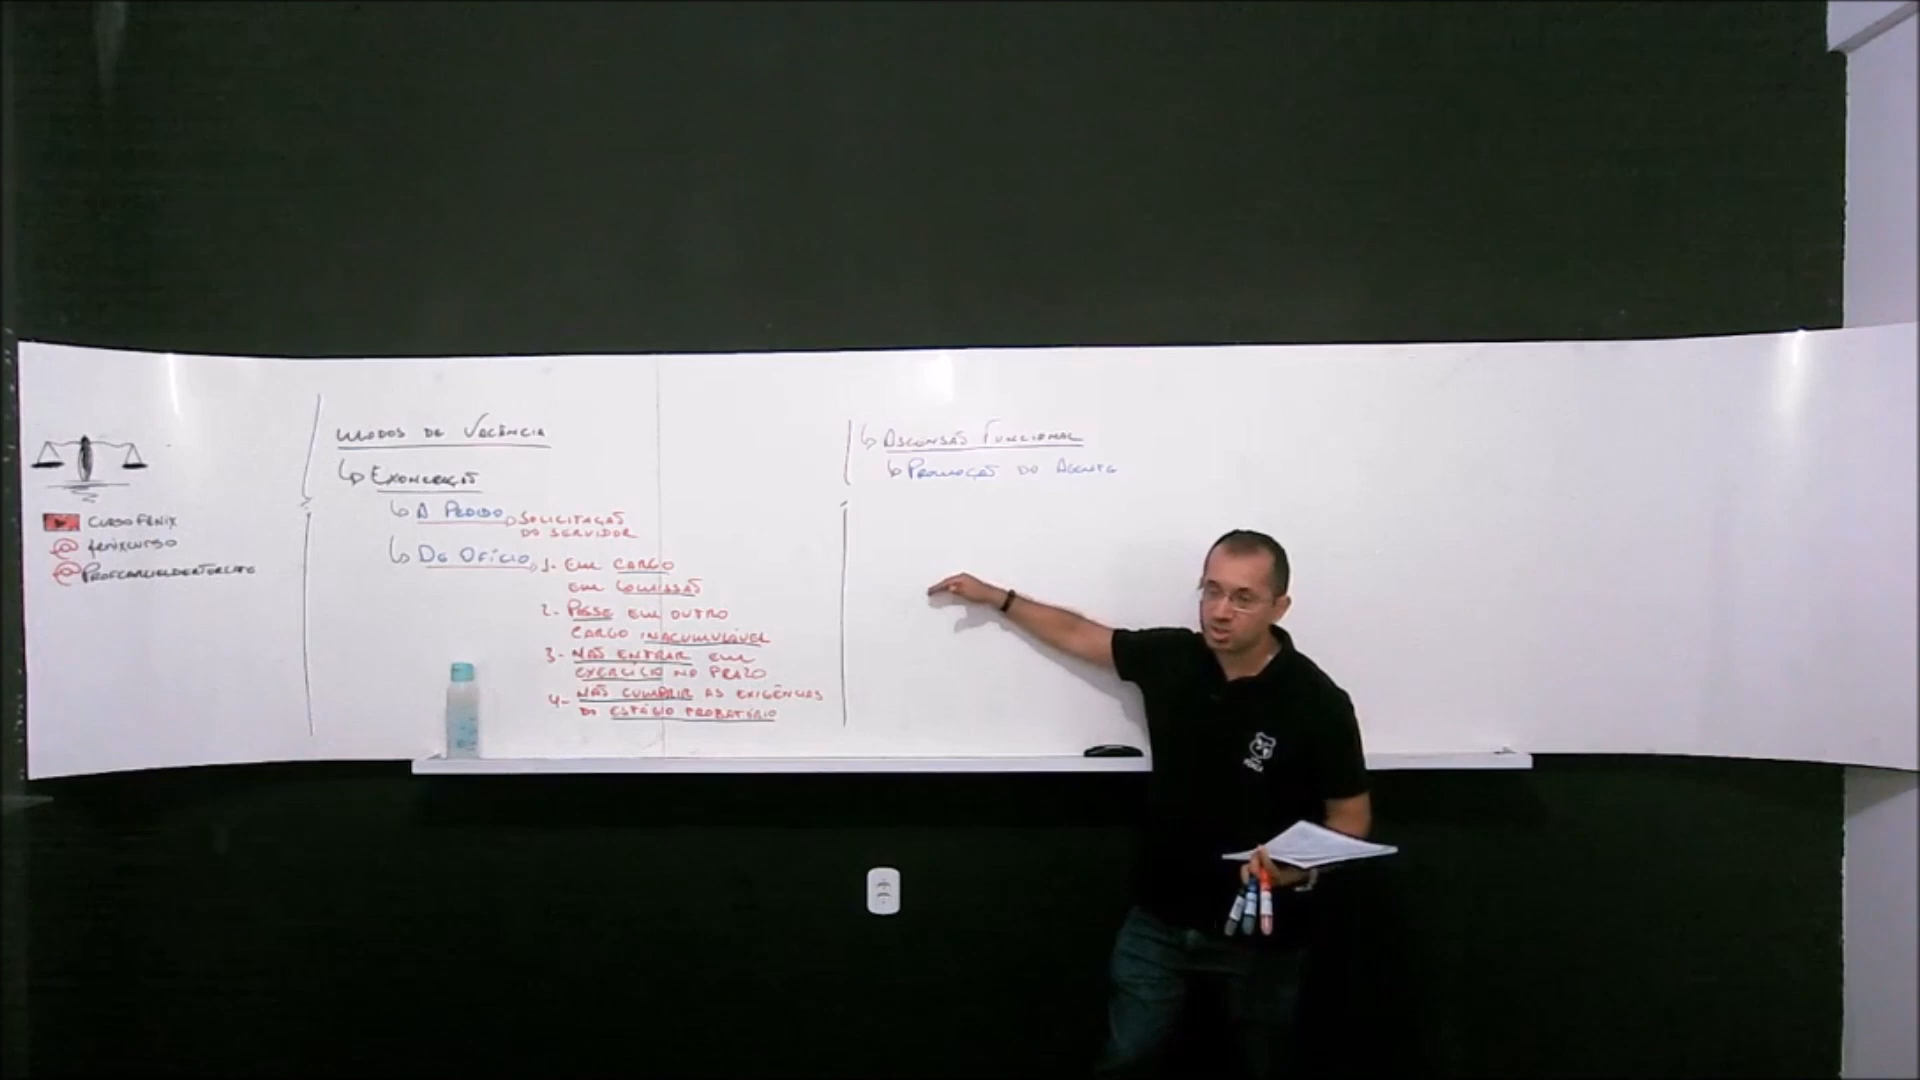 CURSO FÊNIX
@fenixcurso
MODOS DE VACÂNCIA
EXONERAÇÃO
A PEDIDO
SOLICITAÇÃO
DO SERVIDOR
DE OFÍCIO
1- EM CARGO
EM COMISSÃO
2- POSSE EM OUTRO
CARGO INACUMULÁVEL
3- NÃO ENTRAR EM
EXERCÍCIO NO PRAZO
4- NÃO CUMPRIR AS EXIGÊNCIAS
DO ESTÁGIO PROBATÓRIO
ASCENSÃO FUNCIONAL
PROMOÇÃO DO AGENTE